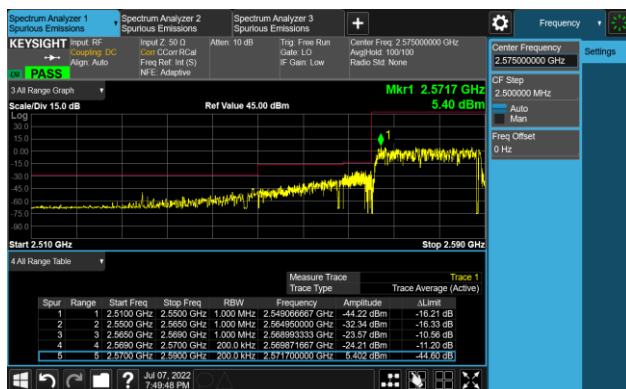 Spectrum Analyzer 1
Spurious Emissions
Spectrum Analyzer 2
Spurious Emissions
Spectrum Analyzer 3
Spurious Emissions
Frequency
KEYSIGHT
Input: RF
Coupling: DC
Align: Auto
Input Z: 50 Ω
Corr CCorr RCal
Freq Ref: Int (S)
NFE: Adaptive
Atten: 10 dB
Trig: Free Run
Gate: LO
IF Gain: Low
Center Freq: 2.575000000 GHz
Avg|Hold: 100/100
Radio Std: None
PASS
Center Frequency
2.575000000 GHz
Settings
CF Step
2.500000 MHz
Auto
Man
Freq Offset
0 Hz
3 All Range Graph
Mkr1 2.5717 GHz
5.40 dBm
Scale/Div 15.0 dB
Ref Value 45.00 dBm
Log
30.0
15.0
0.00
-15.0
-30.0
-45.0
-60.0
-75.0
-90.0
1
Start 2.510 GHz
Stop 2.590 GHz
4 All Range Table
Measure Trace Trace 1
Trace Type Trace Average (Active)
Spur Range Start Freq Stop Freq RBW Frequency Amplitude ΔLimit
1 1 2.5100 GHz 2.5500 GHz 1.000 MHz 2.549066667 GHz -44.22 dBm -16.21 dB
2 2 2.5500 GHz 2.5650 GHz 1.000 MHz 2.564950000 GHz -32.34 dBm -16.33 dB
3 3 2.5650 GHz 2.5690 GHz 1.000 MHz 2.568993333 GHz -23.57 dBm -10.56 dB
4 4 2.5690 GHz 2.5700 GHz 200.0 kHz 2.569871667 GHz -24.21 dBm -11.20 dB
5 5 2.5700 GHz 2.5900 GHz 200.0 kHz 2.571700000 GHz 5.402 dBm -44.60 dB
Jul 07, 2022
7:49:48 PM